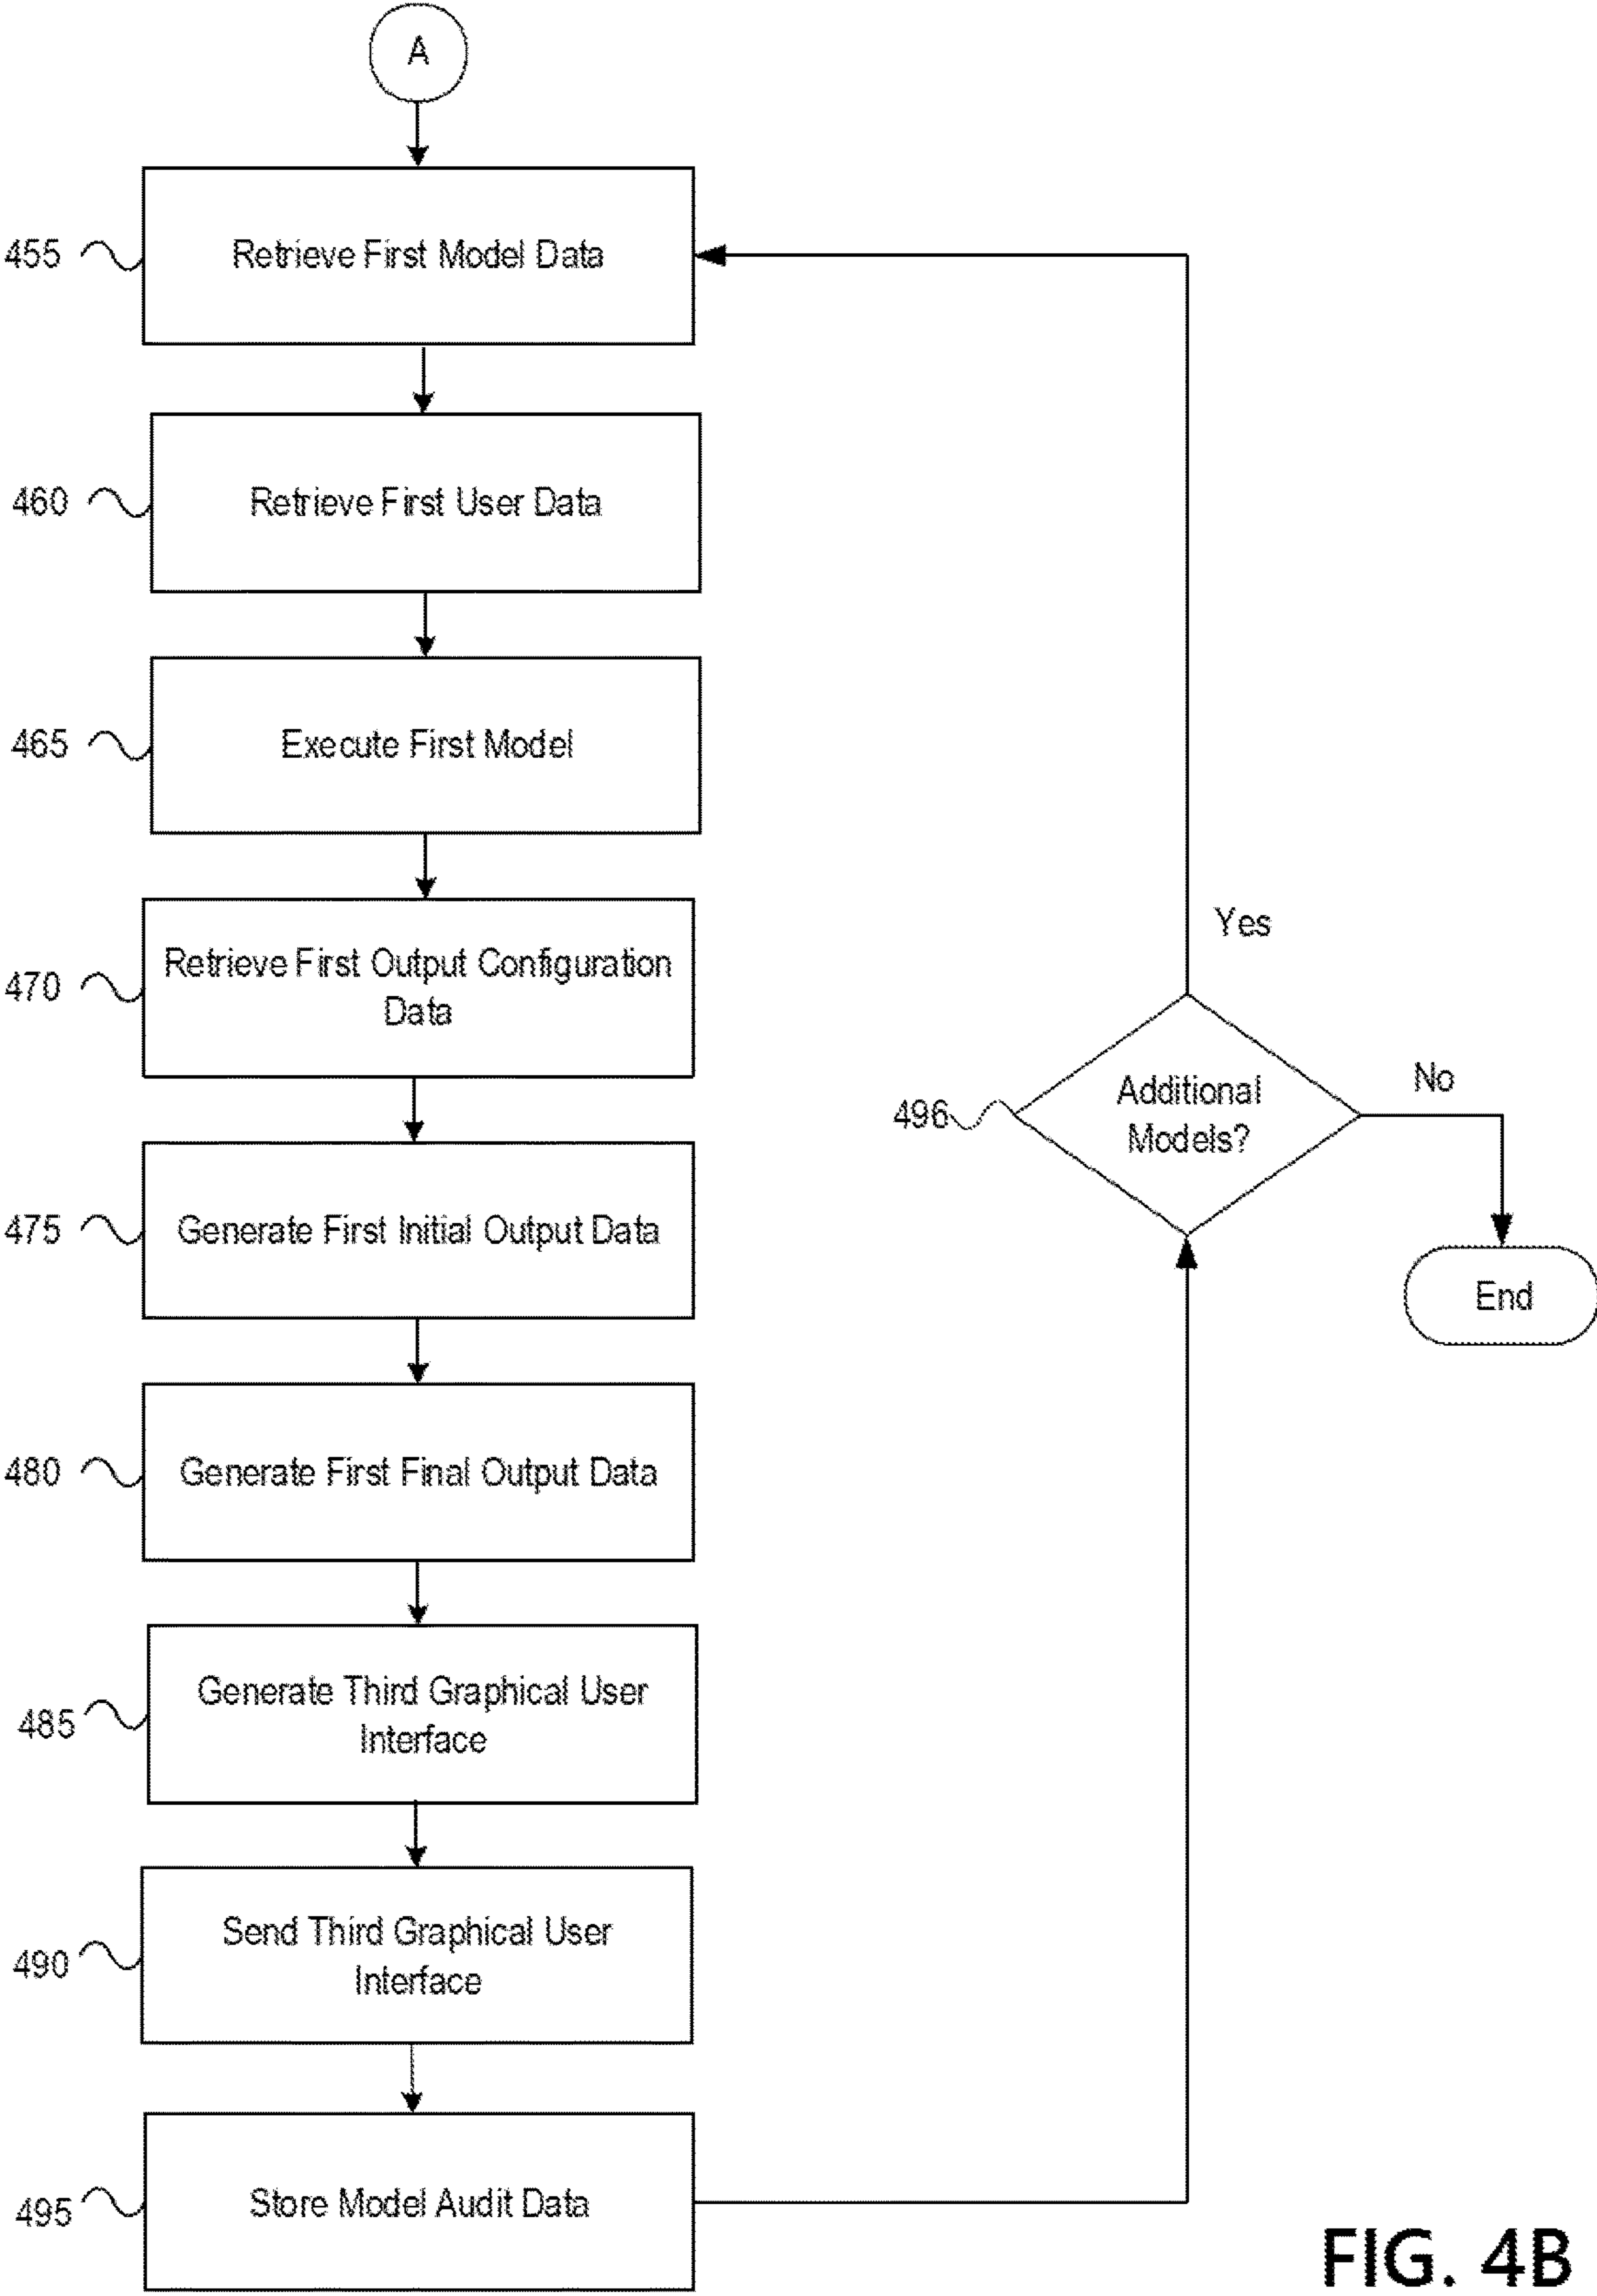 A
455
Retrieve First Model Data
460
Retrieve First User Data
465
Execute First Model
470
Retrieve First Output Configuration
Data
Yes
496
Additional
Models?
No
End
475
Generate First Initial Output Data
480
Generate First Final Output Data
485
Generate Third Graphical User
Interface
490
Send Third Graphical User
Interface
495
Store Model Audit Data
FIG. 4B